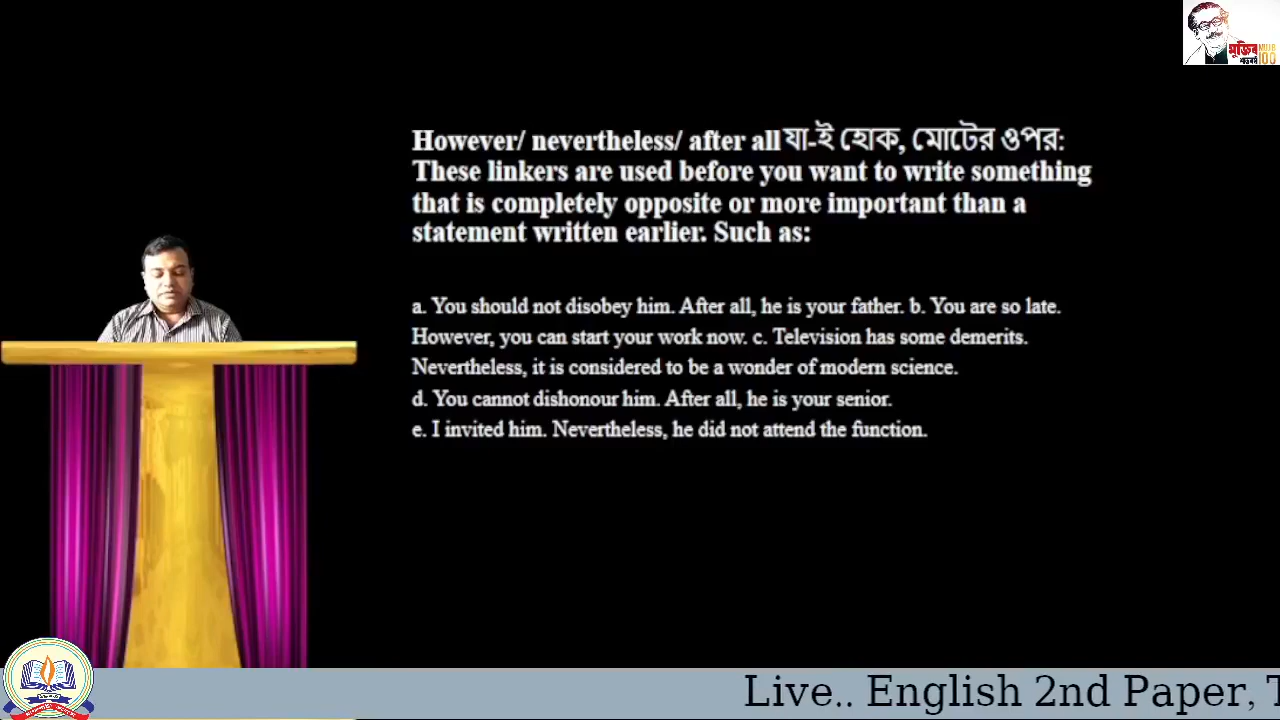 মুজিব MUJIB
শতবর্ষ 100
However/ nevertheless/ after all যা-ই হোক, মোটের ওপর:
These linkers are used before you want to write something
that is completely opposite or more important than a
statement written earlier. Such as:
a. You should not disobey him. After all, he is your father. b. You are so late.
However, you can start your work now. c. Television has some demerits.
Nevertheless, it is considered to be a wonder of modern science.
d. You cannot dishonour him. After all, he is your senior.
e. I invited him. Nevertheless, he did not attend the function.
Live.. English 2nd Paper, T